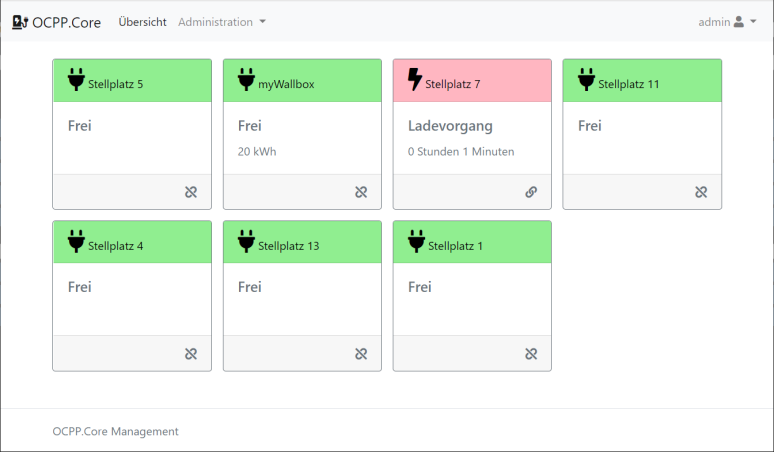 OCPP.Core Übersicht Administration admin
Stellplatz 5
Frei
myWallbox
Frei
20 kWh
Stellplatz 7
Ladevorgang
0 Stunden 1 Minuten
Stellplatz 11
Frei
Stellplatz 4
Frei
Stellplatz 13
Frei
Stellplatz 1
Frei
OCPP.Core Management